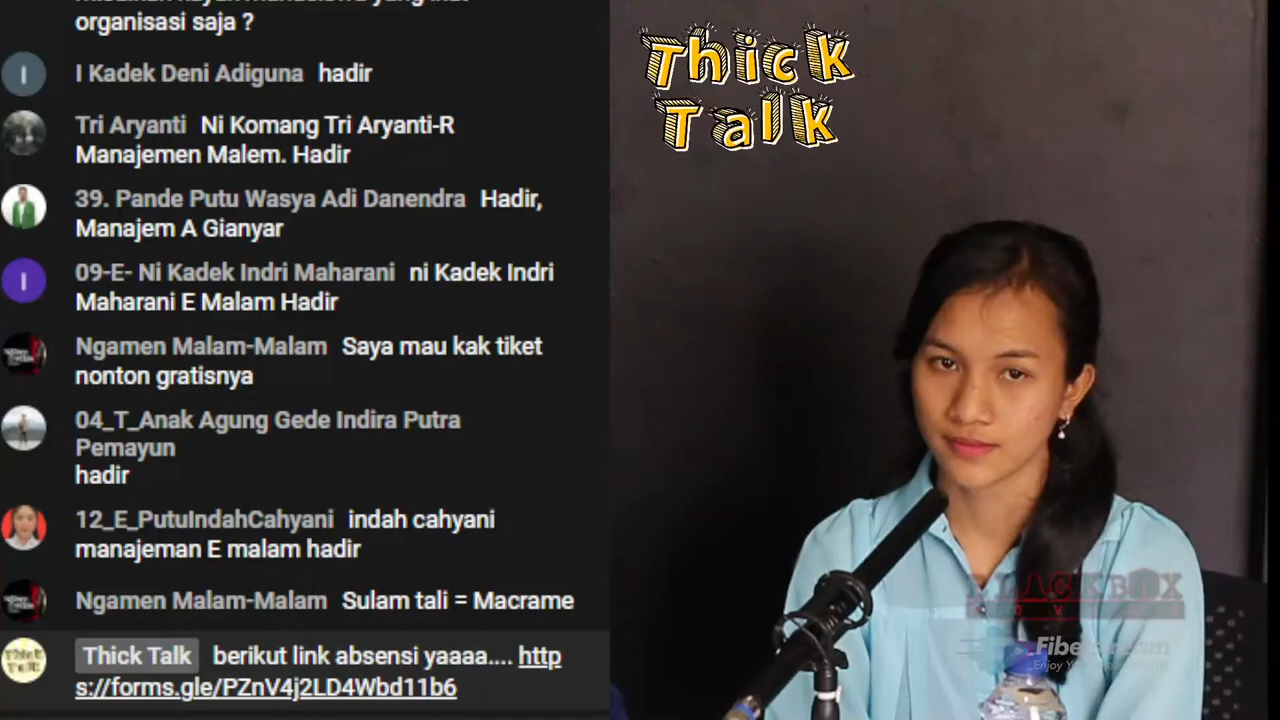 organisasi saja ?
I Kadek Deni Adiguna hadir
Tri Aryanti Ni Komang Tri Aryanti-R
Manajemen Malem. Hadir
39. Pande Putu Wasya Adi Danendra Hadir,
Manajem A Gianyar
09-E- Ni Kadek Indri Maharani ni Kadek Indri
Maharani E Malam Hadir
Ngamen Malam-Malam Saya mau kak tiket
nonton gratisnya
04_T_Anak Agung Gede Indira Putra
Pemayun
hadir
12_E_PutuIndahCahyani indah cahyani
manajeman E malam hadir
Ngamen Malam-Malam Sulam tali = Macrame
Thick Talk berikut link absensi yaaaa.... http
s://forms.gle/PZnV4j2LD4Wbd11b6
Thick
Talk